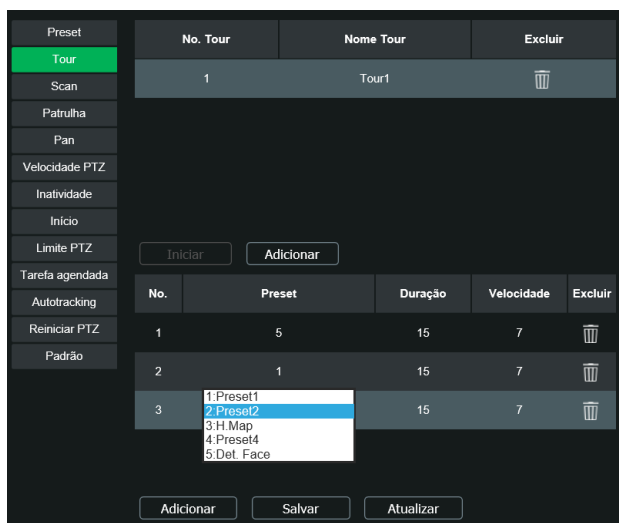 Preset
Tour
Scan
Patrulha
Pan
Velocidade PTZ
Inatividade
Início
Limite PTZ
Tarefa agendada
Autotracking
Reiniciar PTZ
Padrão
No. Tour Nome Tour Excluir
1 Tour1
Iniciar Adicionar
No. Preset Duração Velocidade Excluir
1 5 15 7
2 1 15 7
3 15 7
1:Preset1
2:Preset2
3:H.Map
4:Preset4
5:Det. Face
Adicionar Salvar Atualizar